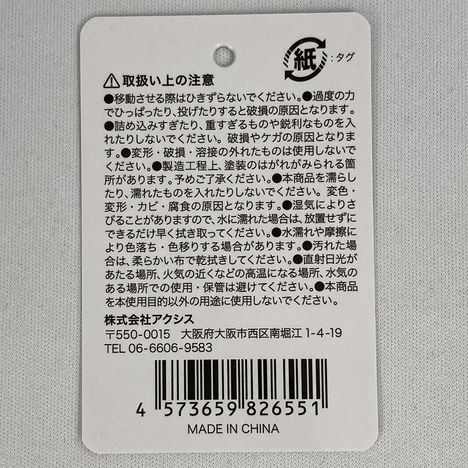 紙 :タグ
⚠取扱い上の注意
●移動させる際はひきずらないでください。●過度の力
でひっぱったり、投げたりすると破損の原因となります。
●詰め込みすぎたり、重すぎるものや鋭利なものを入
れたりしないでください。破損やケガの原因となりま
す。●変形・破損・溶接の外れたものは使用しないで
ください。●製造工程上、塗装のはがれがみられる箇
所があります。予めご了承ください。●本商品を濡らし
たり、濡れたものを入れたりしないでください。変色・
変形・カビ・腐食の原因となります。●湿気によりさ
びることがありますので、水に濡れた場合は、放置せずに
できるだけ早く拭き取ってください。●水濡れや摩擦に
より色落ち・色移りする場合があります。●汚れた場
合は、柔らかい布で乾拭きしてください。●直射日光が
あたる場所、火気の近くなどの高温になる場所、水気の
ある場所での使用・保管は避けてください。●本商品
を本使用目的以外の用途に使用しないでください。
株式会社アクシス
〒550-0015 大阪府大阪市西区南堀江 1-4-19
TEL 06-6606-9583
4 573659 826551
MADE IN CHINA